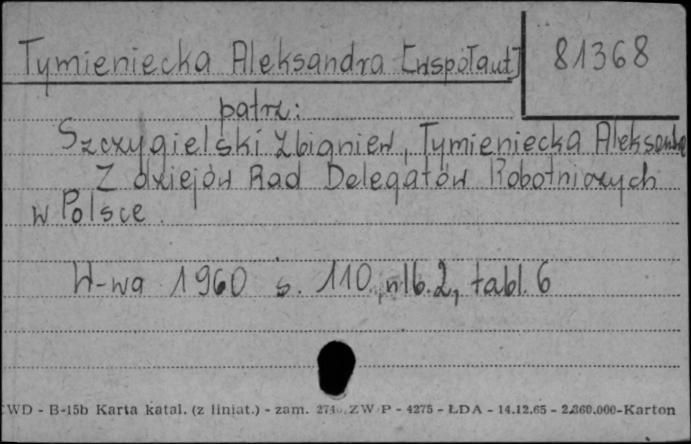 Tymieniecka Aleksandra [współaut] 81368
patrz:
Szczygielski Zbigniew, Tymieniecka Aleksandra
Z dziejów Rad Delegatów Robotniczych
w Polsce.
W-wa 1960 s. 110, nlb. 2, tabl. 6
WD - B-15b Karta katal. (z liniat.) - zam. ZW P - 4275 - ŁDA - 14.12.65 - 2.360.000-Karton